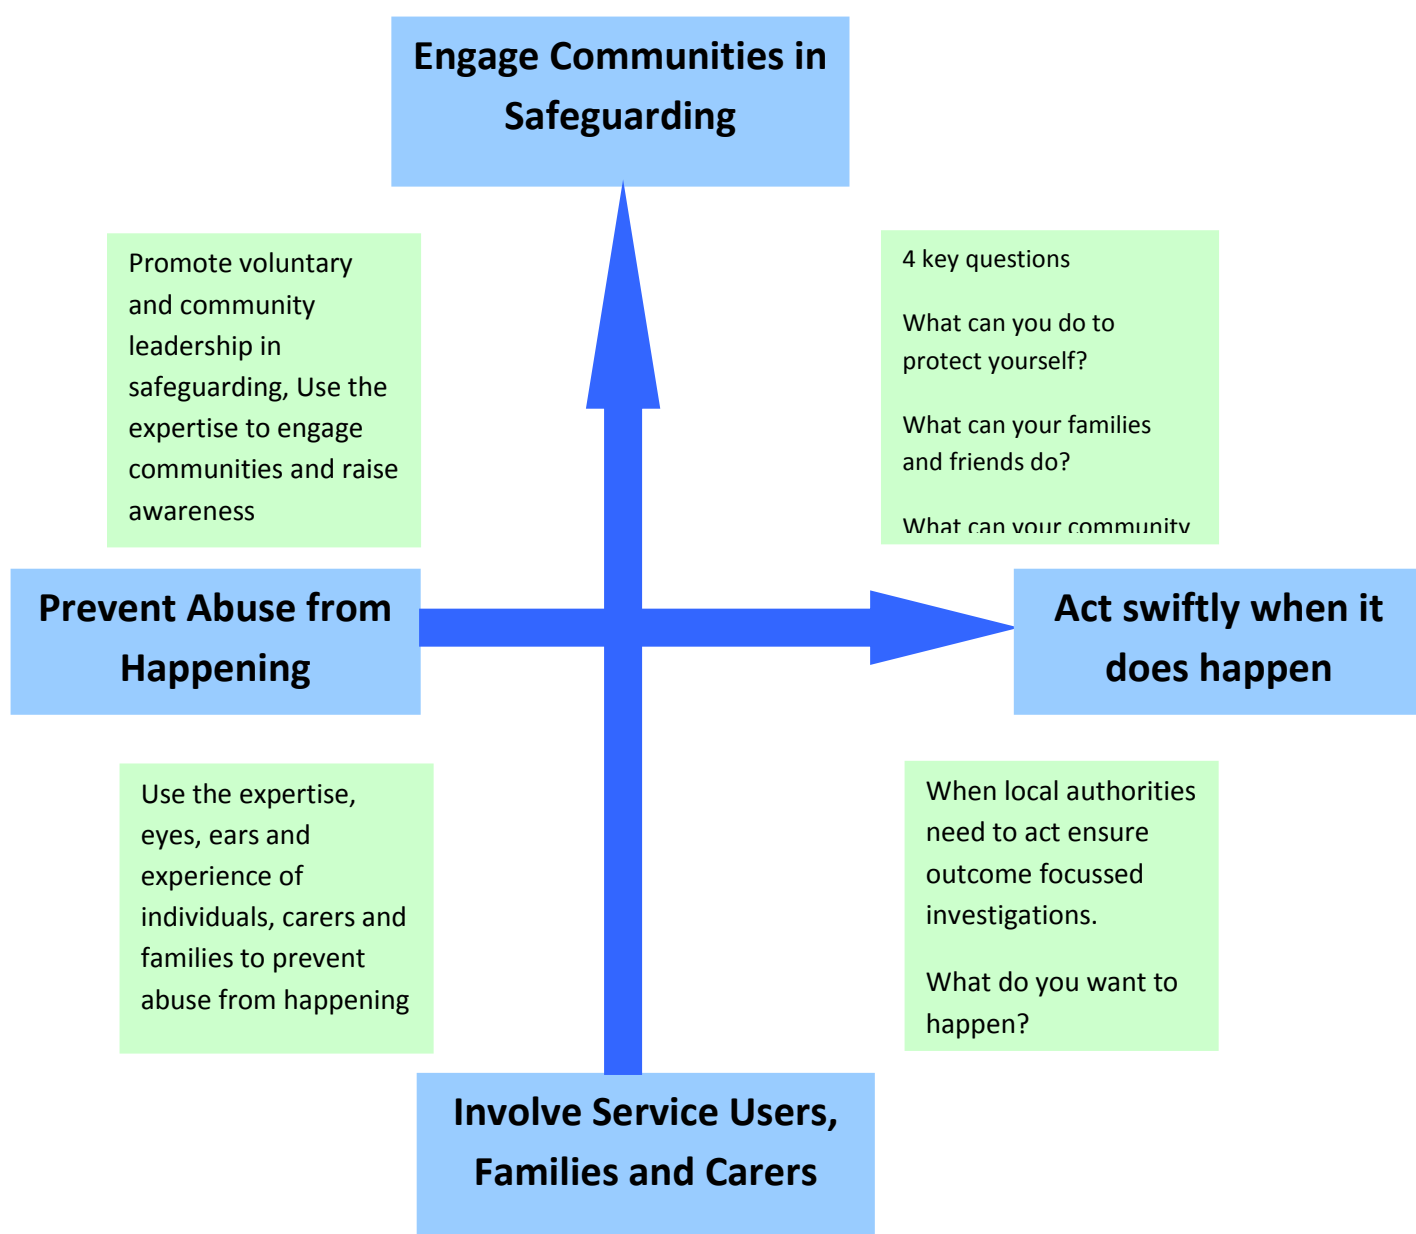 Engage Communities in
Safeguarding
Promote voluntary
and community
leadership in
safeguarding, Use the
expertise to engage
communities and raise
awareness
4 key questions
What can you do to
protect yourself?
What can your families
and friends do?
What can your community
Prevent Abuse from
Happening
Act swiftly when it
does happen
Use the expertise,
eyes, ears and
experience of
individuals, carers and
families to prevent
abuse from happening
When local authorities
need to act ensure
outcome focussed
investigations.
What do you want to
happen?
Involve Service Users,
Families and Carers